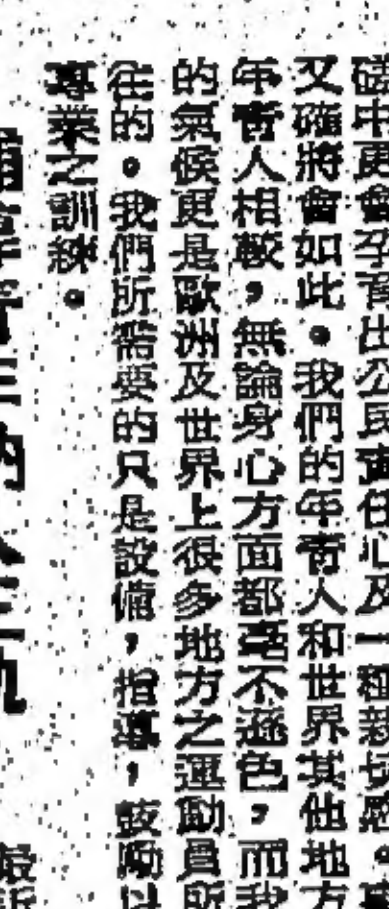 礎中更會孕育出公民責任心及一種親切感。
又確將會如此。我們的年青人和世界其他地方
年青人相較，無論身心方面都毫不遜色，而我
的氣候更是歐洲及世界上很多地方之運動員所
往的。我們所需要的只是設備，指導，鼓勵以
專業之訓練。